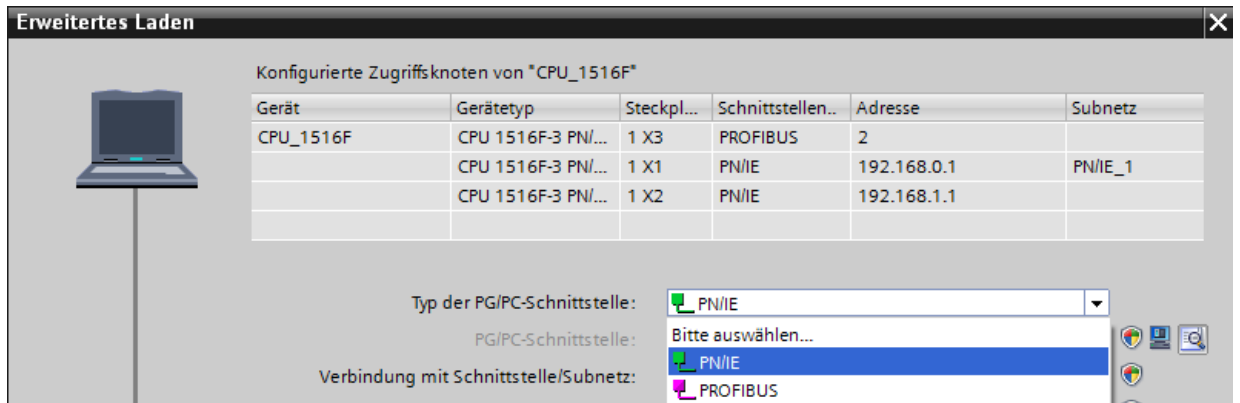 Erweitertes Laden
Konfigurierte Zugriffsknoten von "CPU_1516F"
Gerät Gerätetyp Steckpl... Schnittstellen.. Adresse Subnetz
CPU_1516F CPU 1516F-3 PN/... 1 X3 PROFIBUS 2
CPU 1516F-3 PN/... 1 X1 PN/IE 192.168.0.1 PN/IE_1
CPU 1516F-3 PN/... 1 X2 PN/IE 192.168.1.1
Typ der PG/PC-Schnittstelle: PN/IE
PG/PC-Schnittstelle: Bitte auswählen...
PN/IE
Verbindung mit Schnittstelle/Subnetz:
PROFIBUS